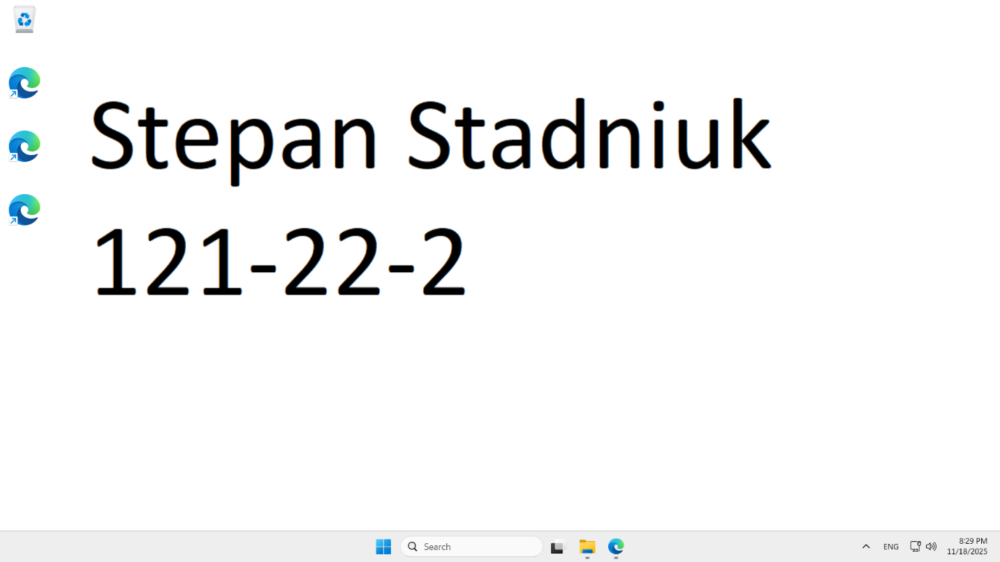 Stepan Stadniuk
121-22-2
Search
ENG
8:29 PM
11/18/2025